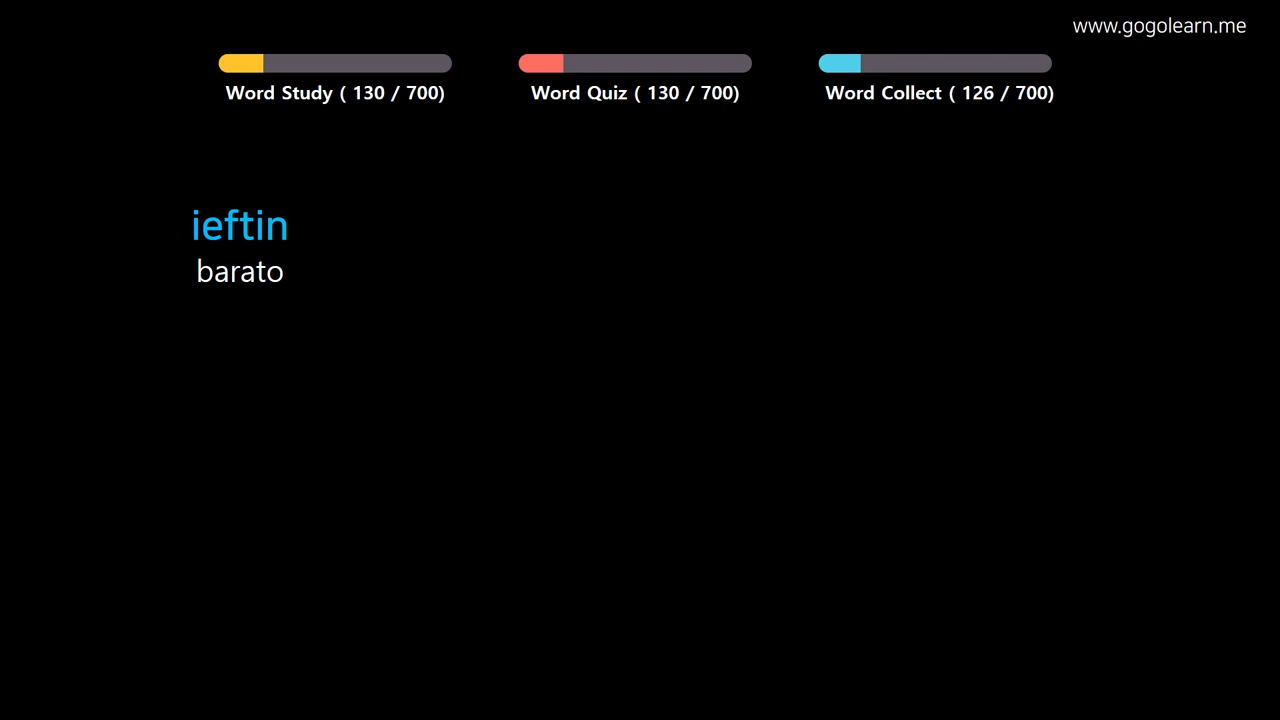 www.gogolearn.me
Word Study ( 130 / 700)
Word Quiz ( 130 / 700)
Word Collect ( 126 / 700)
ieftin
barato